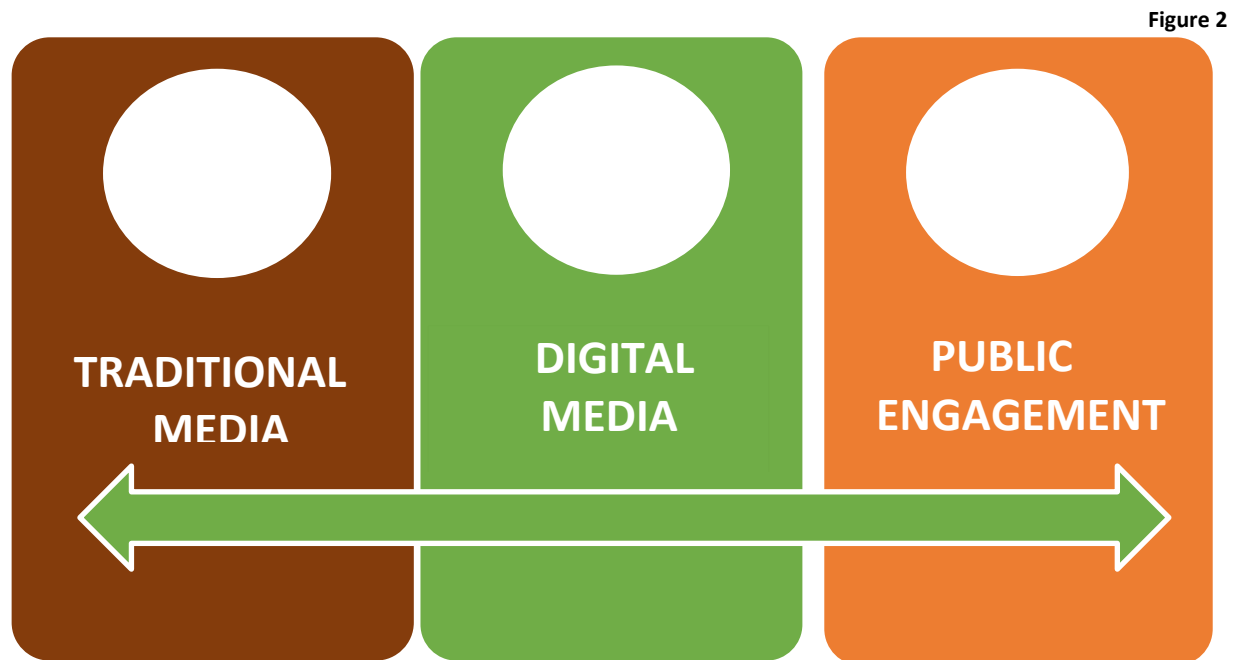 Figure 2
TRADITIONAL
MEDIA
DIGITAL
MEDIA
PUBLIC
ENGAGEMENT